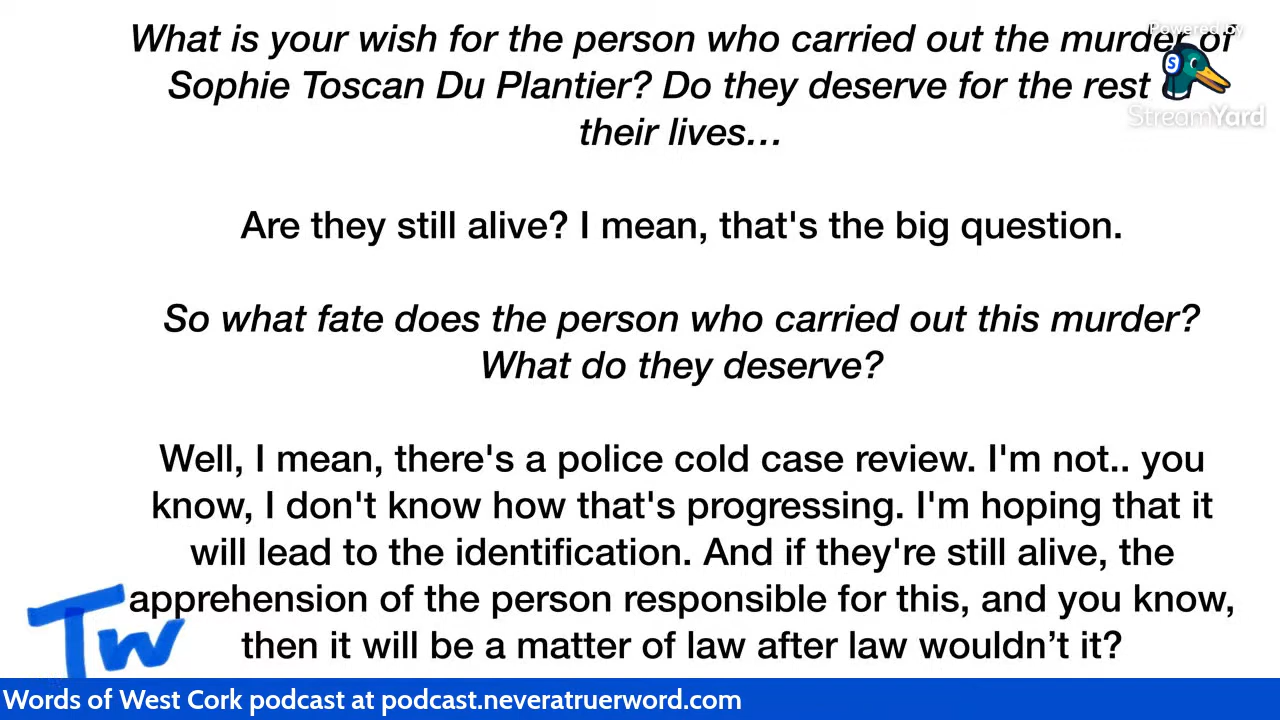 Powered by
What is your wish for the person who carried out the murder of
Sophie Toscan Du Plantier? Do they deserve for the rest
StreamYard
their lives…
Are they still alive? I mean, that's the big question.
So what fate does the person who carried out this murder?
What do they deserve?
Well, I mean, there's a police cold case review. I'm not.. you
know, I don't know how that's progressing. I'm hoping that it
will lead to the identification. And if they're still alive, the
apprehension of the person responsible for this, and you know,
then it will be a matter of law after law wouldn’t it?
Tw
Words of West Cork podcast at podcast.neveratruerword.com